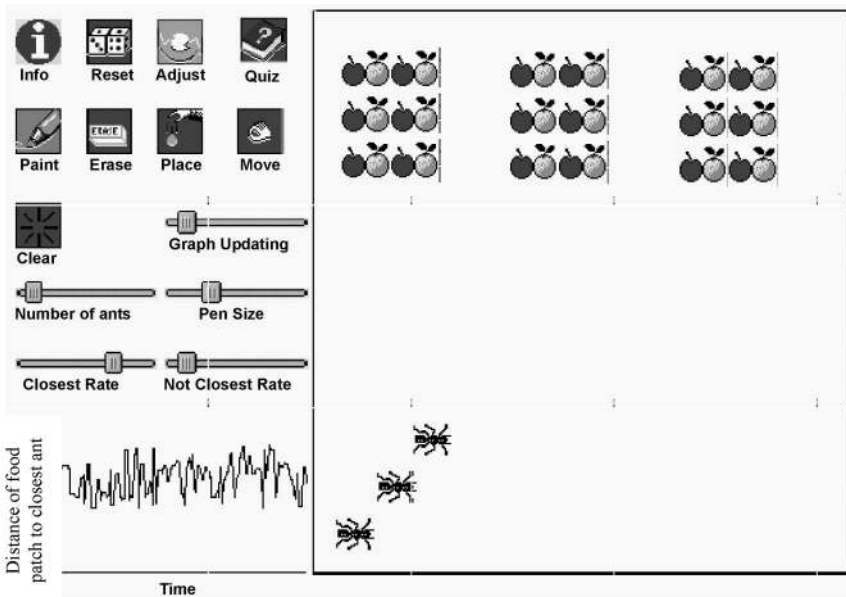 Info
Reset
Adjust
Quiz
Paint
ERASE
Erase
Place
Move
Clear
Graph Updating
Number of ants
Pen Size
Closest Rate
Not Closest Rate
Distance of food
patch to closest ant
Time